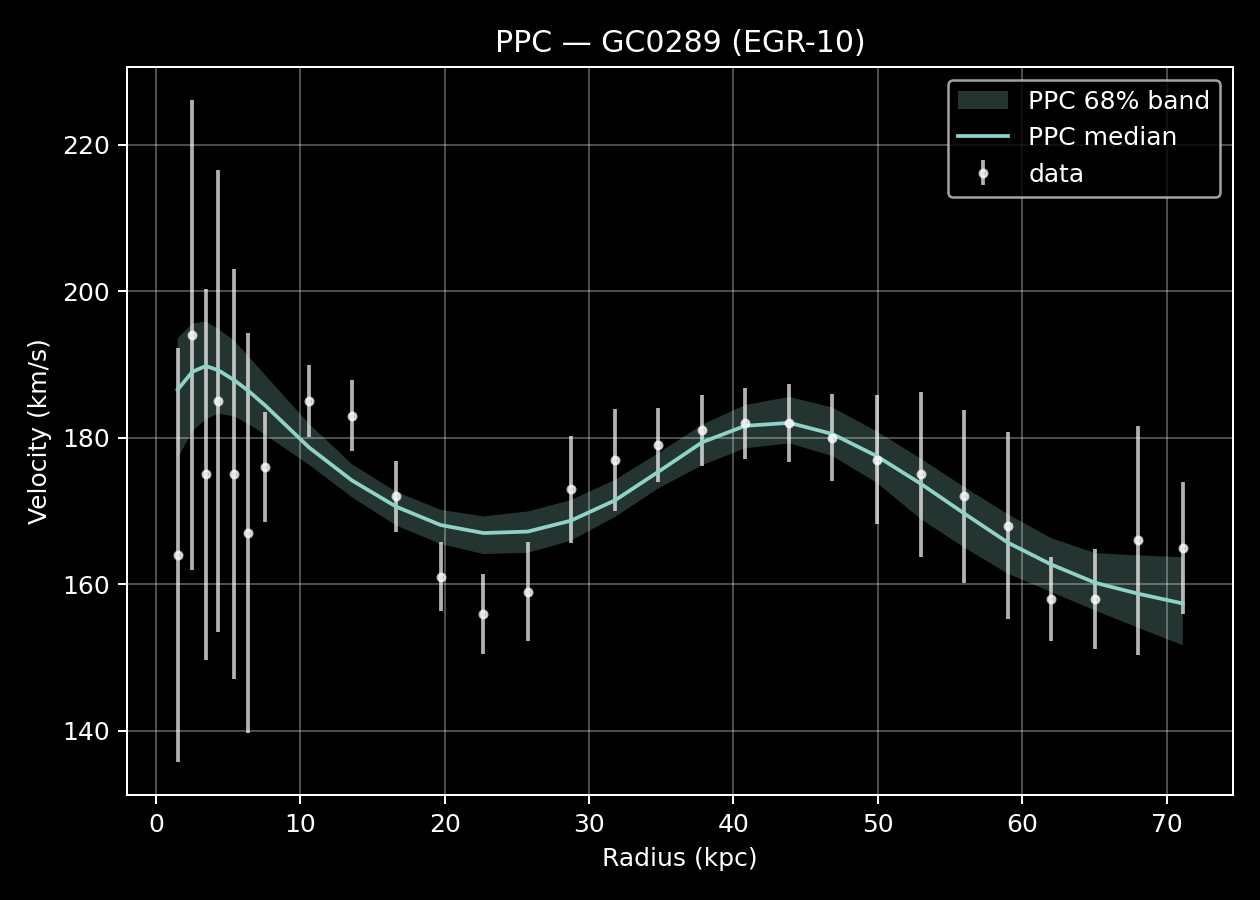 PPC — GC0289 (EGR-10)
PPC 68% band
PPC median
data
220
200
180
160
140
Velocity (km/s)
0 10 20 30 40 50 60 70
Radius (kpc)